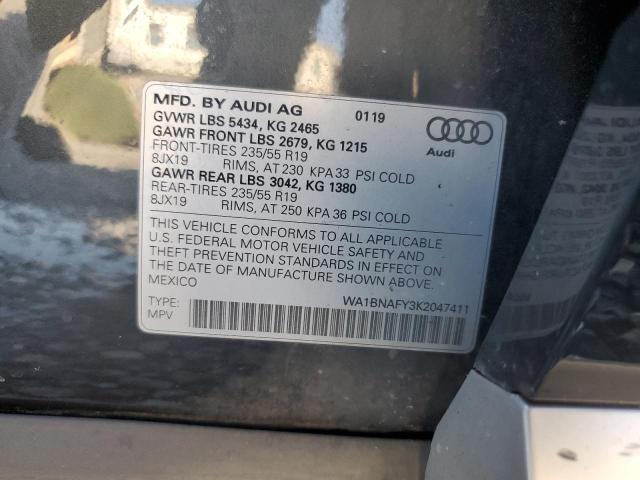 MFD. BY AUDI AG 0119
GVWR LBS 5434, KG 2465
GAWR FRONT LBS 2679, KG 1215
FRONT-TIRES 235/55 R19
8JX19 RIMS, AT 230 KPA 33 PSI COLD
GAWR REAR LBS 3042, KG 1380
REAR-TIRES 235/55 R19
8JX19 RIMS, AT 250 KPA 36 PSI COLD
Audi
THIS VEHICLE CONFORMS TO ALL APPLICABLE
U.S. FEDERAL MOTOR VEHICLE SAFETY AND
THEFT PREVENTION STANDARDS IN EFFECT ON
THE DATE OF MANUFACTURE SHOWN ABOVE.
MEXICO
WA1BNAFY3K2047411
TYPE:
MPV